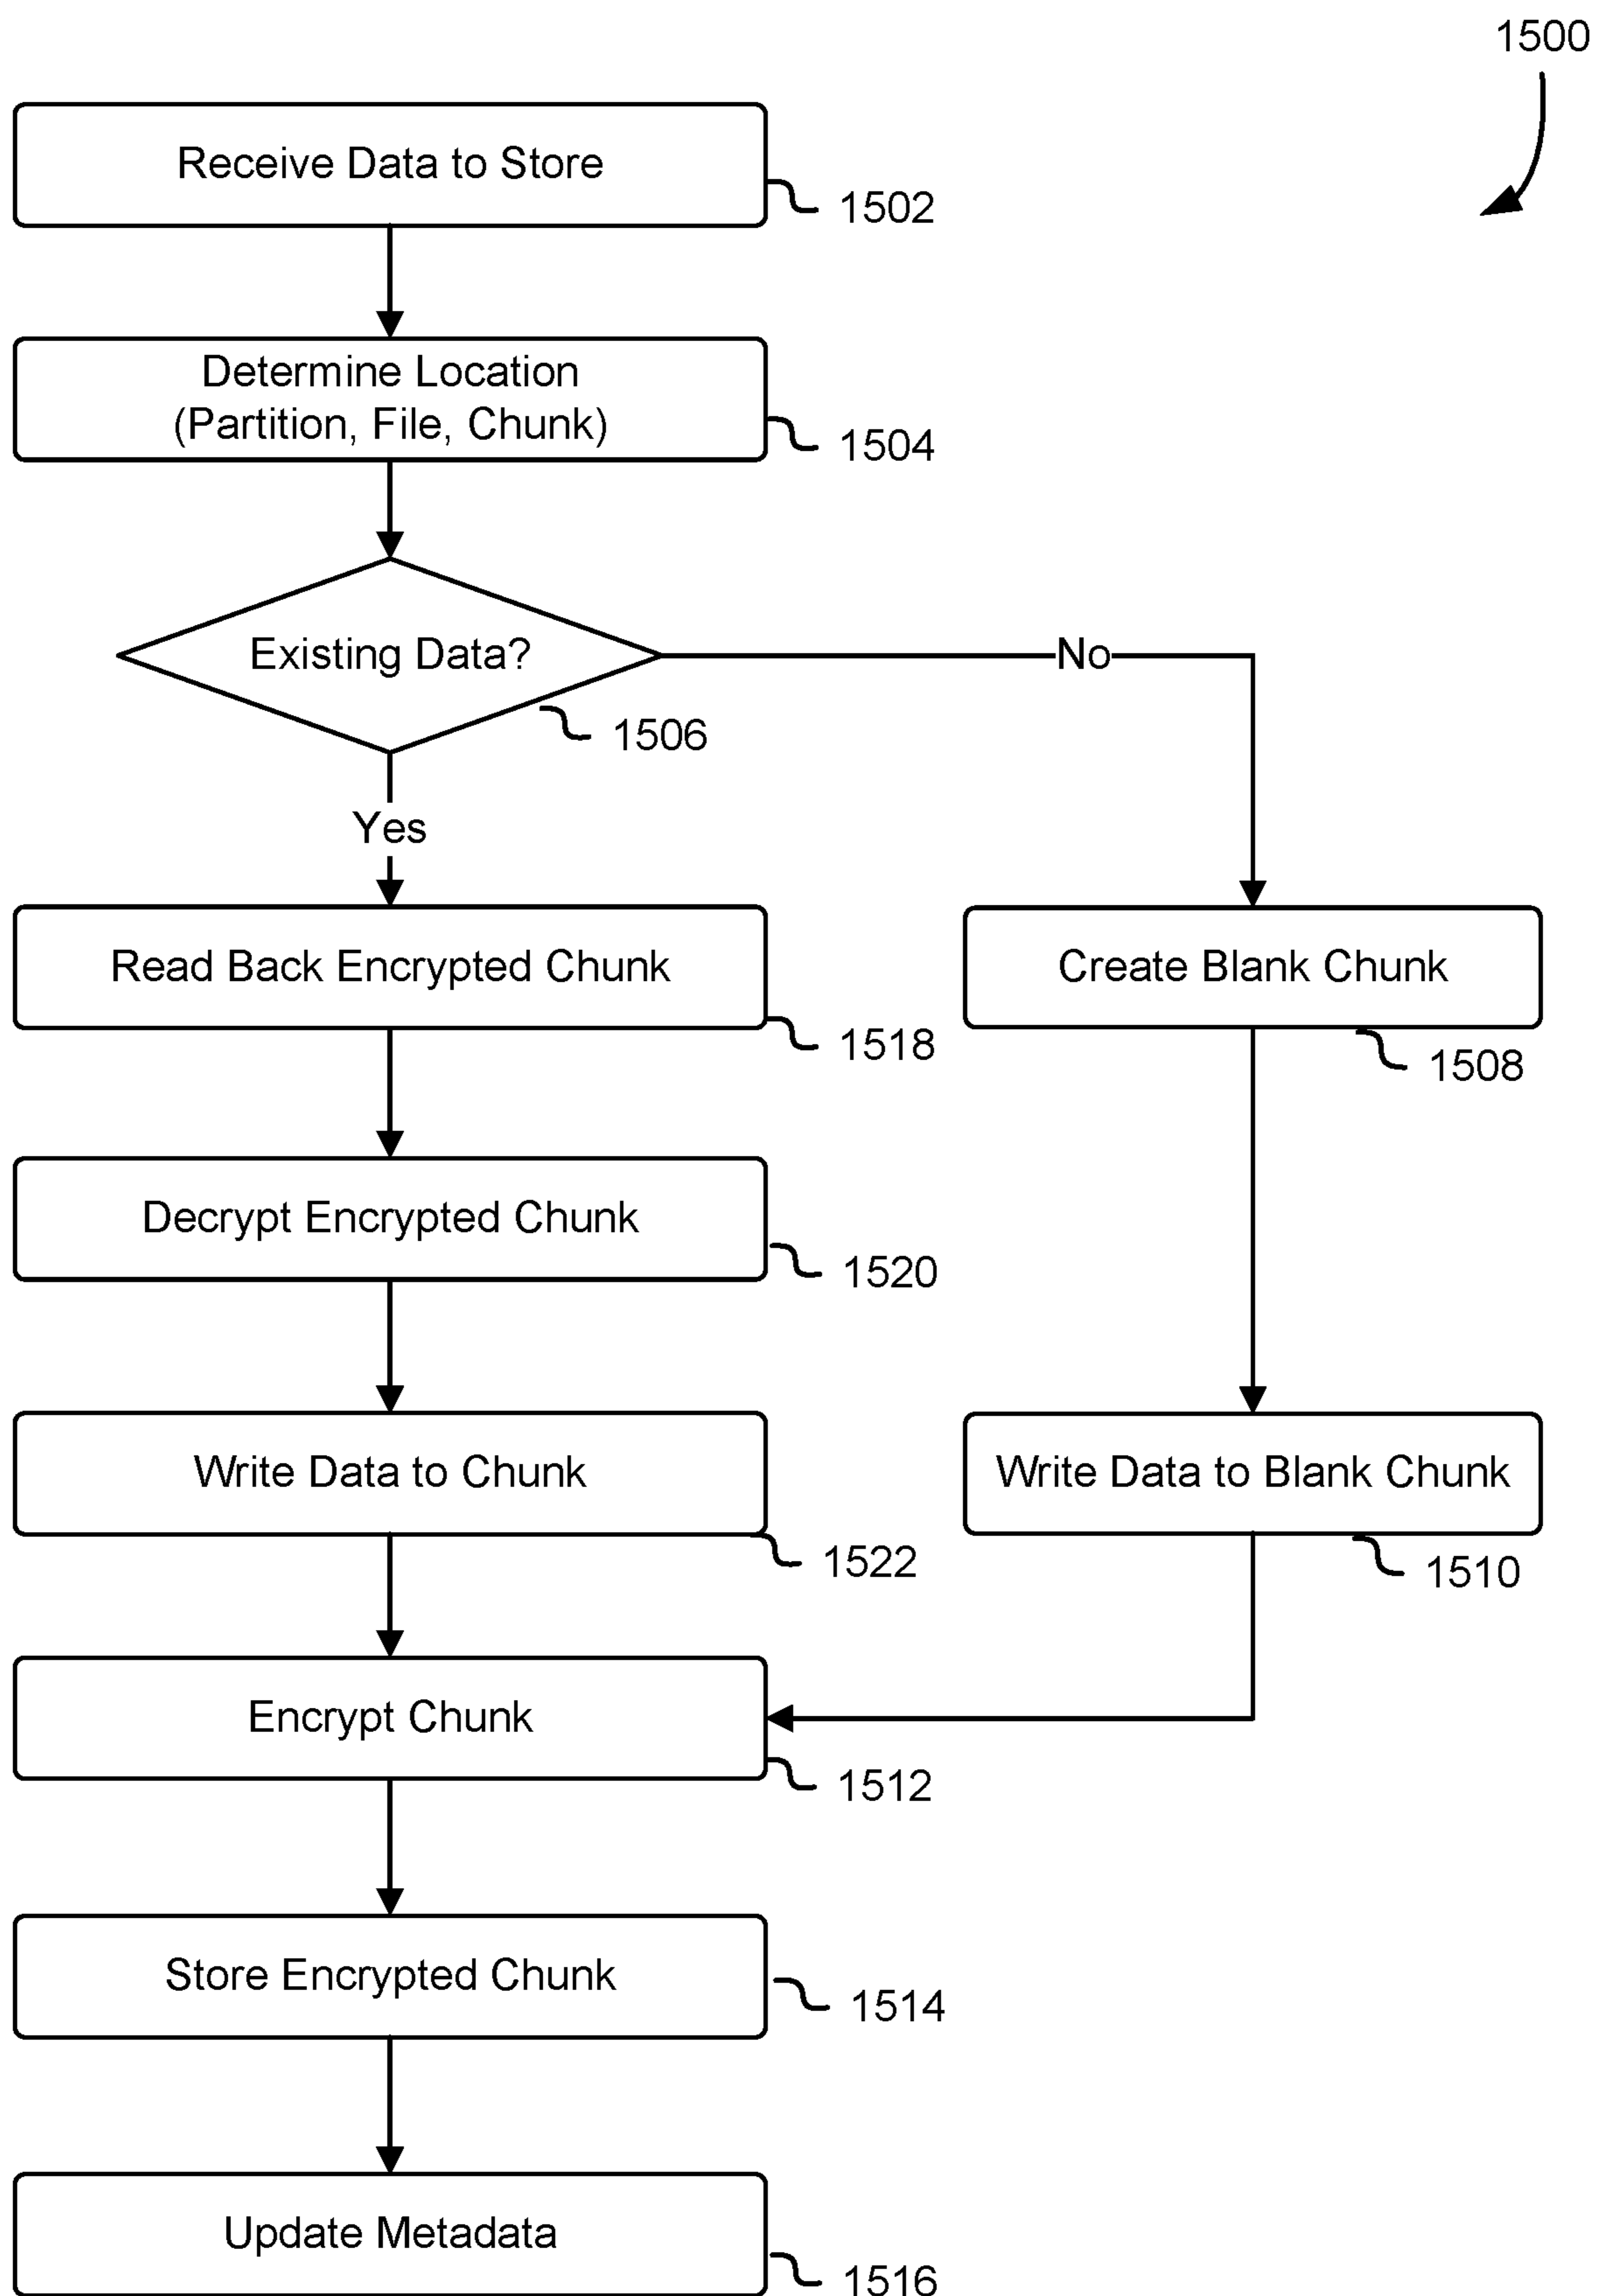 1500
Receive Data to Store
1502
Determine Location
(Partition, File, Chunk)
1504
Existing Data?
No
1506
Yes
Read Back Encrypted Chunk
1518
Create Blank Chunk
1508
Decrypt Encrypted Chunk
1520
Write Data to Chunk
1522
Write Data to Blank Chunk
1510
Encrypt Chunk
1512
Store Encrypted Chunk
1514
Update Metadata
1516